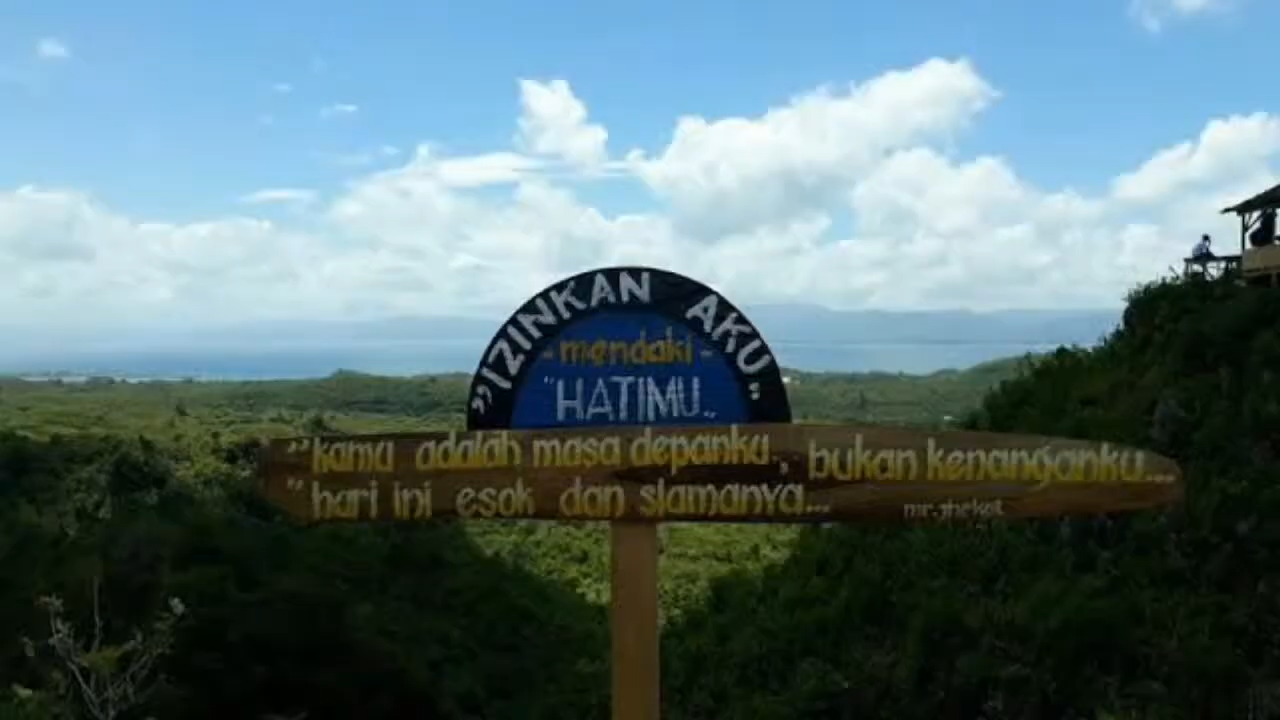 "IZINKAN AKU"
-mendaki-
"HATIMU"
"kamu adalah masa depanku, bukan kenanganku...
"hari ini esok dan slamanya...